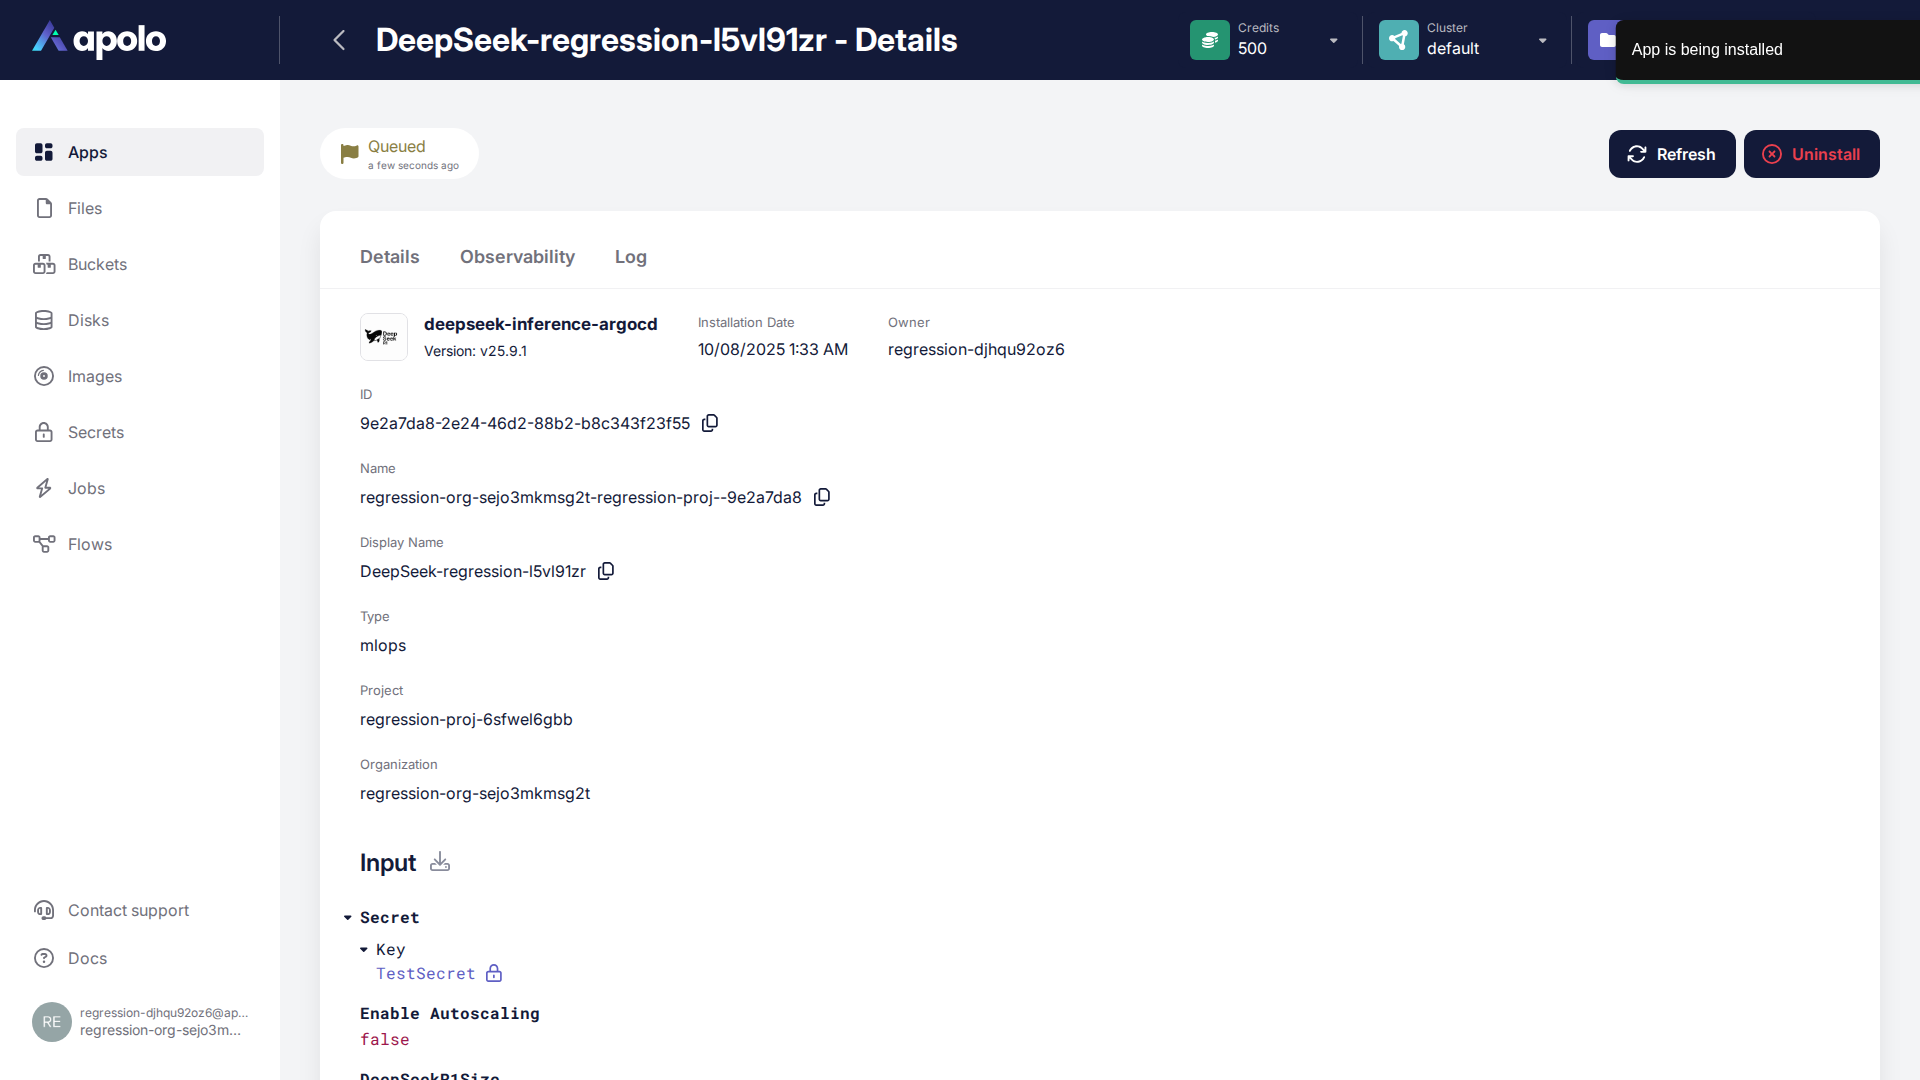 apolo
DeepSeek-regression-l5vl91zr - Details
Credits
500
Cluster
default
App is being installed
Apps
Files
Buckets
Disks
Images
Secrets
Jobs
Flows
Contact support
Docs
RE
regression-djhqu92oz6@ap...
regression-org-sejo3m...
Queued
a few seconds ago
Refresh
Uninstall
Details
Observability
Log
deep
seek
deepseek-inference-argocd
Version: v25.9.1
Installation Date
10/08/2025 1:33 AM
Owner
regression-djhqu92oz6
ID
9e2a7da8-2e24-46d2-88b2-b8c343f23f55
Name
regression-org-sejo3mkmsg2t-regression-proj--9e2a7da8
Display Name
DeepSeek-regression-l5vl91zr
Type
mlops
Project
regression-proj-6sfwel6gbb
Organization
regression-org-sejo3mkmsg2t
Input
Secret
Key
TestSecret
Enable Autoscaling
false
DeepSeekR1Size